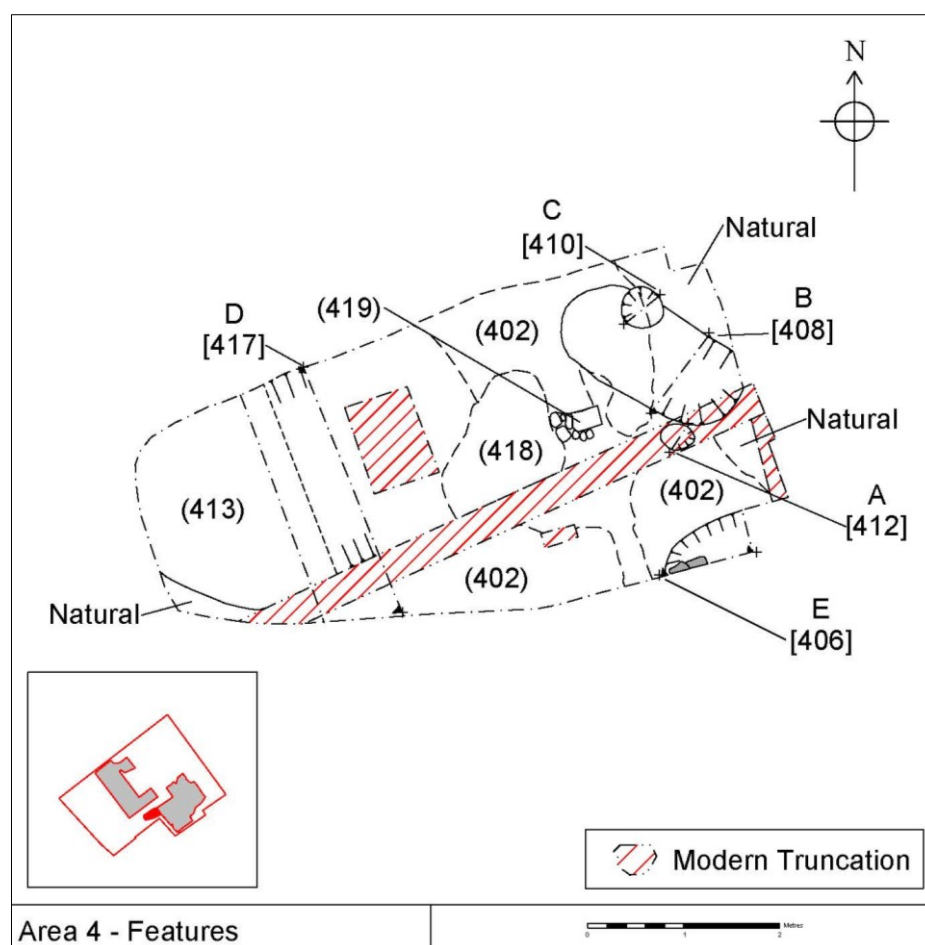 N
C
[410]
Natural
(419)
B
[408]
D
[417]
(402)
Natural
(418)
(402)
(413)
A
[412]
(402)
Natural
E
[406]
Modern Truncation
Area 4 - Features
Metres
0
1
2